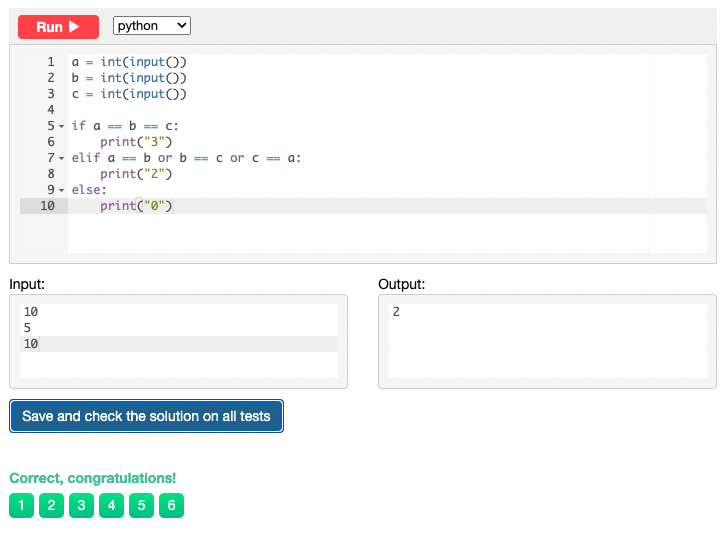 Run ▶ python
1 a = int(input())
2 b = int(input())
3 c = int(input())
4
5 if a == b == c:
6     print("3")
7 elif a == b or b == c or c == a:
8     print("2")
9 else:
10     print("0")
Input: Output:
10 2
5
10
Save and check the solution on all tests
Correct, congratulations!
1 2 3 4 5 6